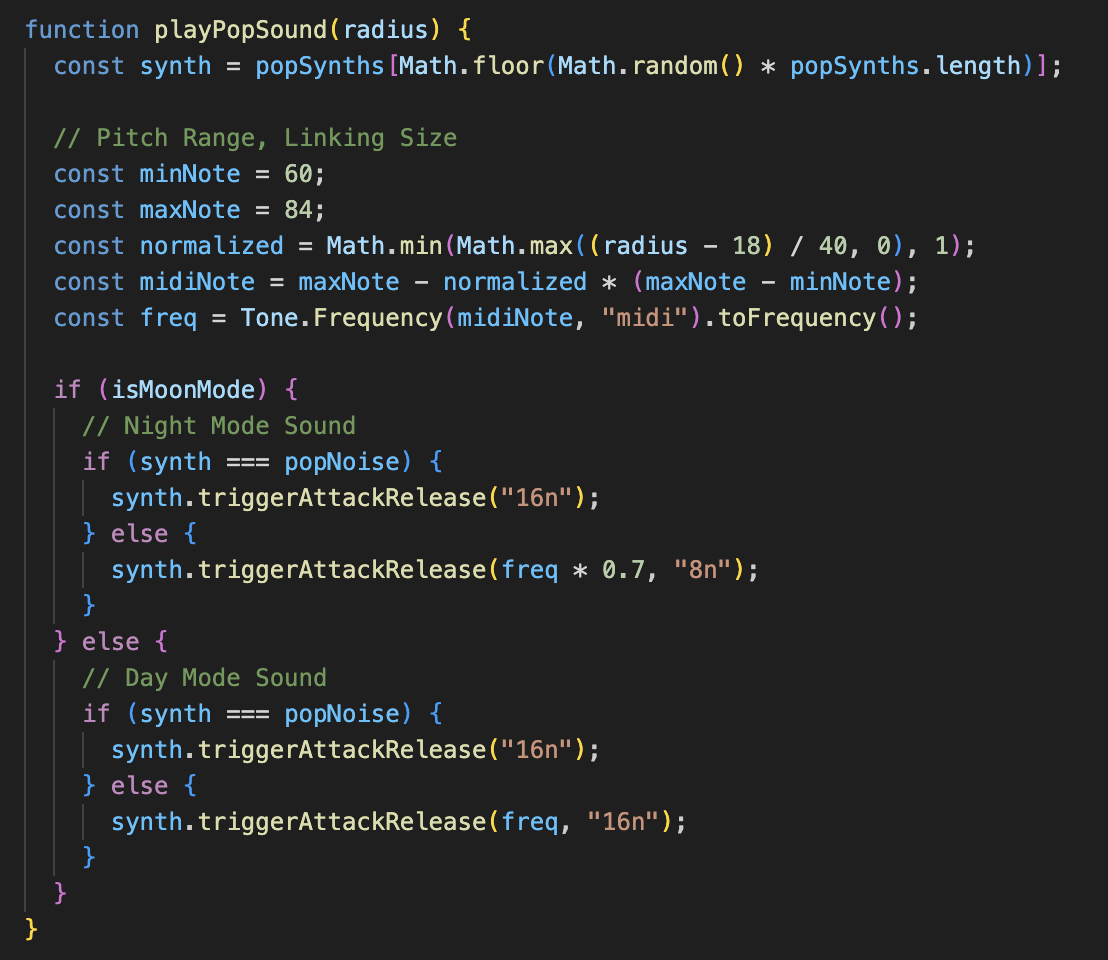 function playPopSound(radius) {
  const synth = popSynths[Math.floor(Math.random() * popSynths.length)];

  // Pitch Range, Linking Size
  const minNote = 60;
  const maxNote = 84;
  const normalized = Math.min(Math.max((radius - 18) / 40, 0), 1);
  const midiNote = maxNote - normalized * (maxNote - minNote);
  const freq = Tone.Frequency(midiNote, "midi").toFrequency();

  if (isMoonMode) {
    // Night Mode Sound
    if (synth === popNoise) {
      synth.triggerAttackRelease("16n");
    } else {
      synth.triggerAttackRelease(freq * 0.7, "8n");
    }
  } else {
    // Day Mode Sound
    if (synth === popNoise) {
      synth.triggerAttackRelease("16n");
    } else {
      synth.triggerAttackRelease(freq, "16n");
    }
  }
}